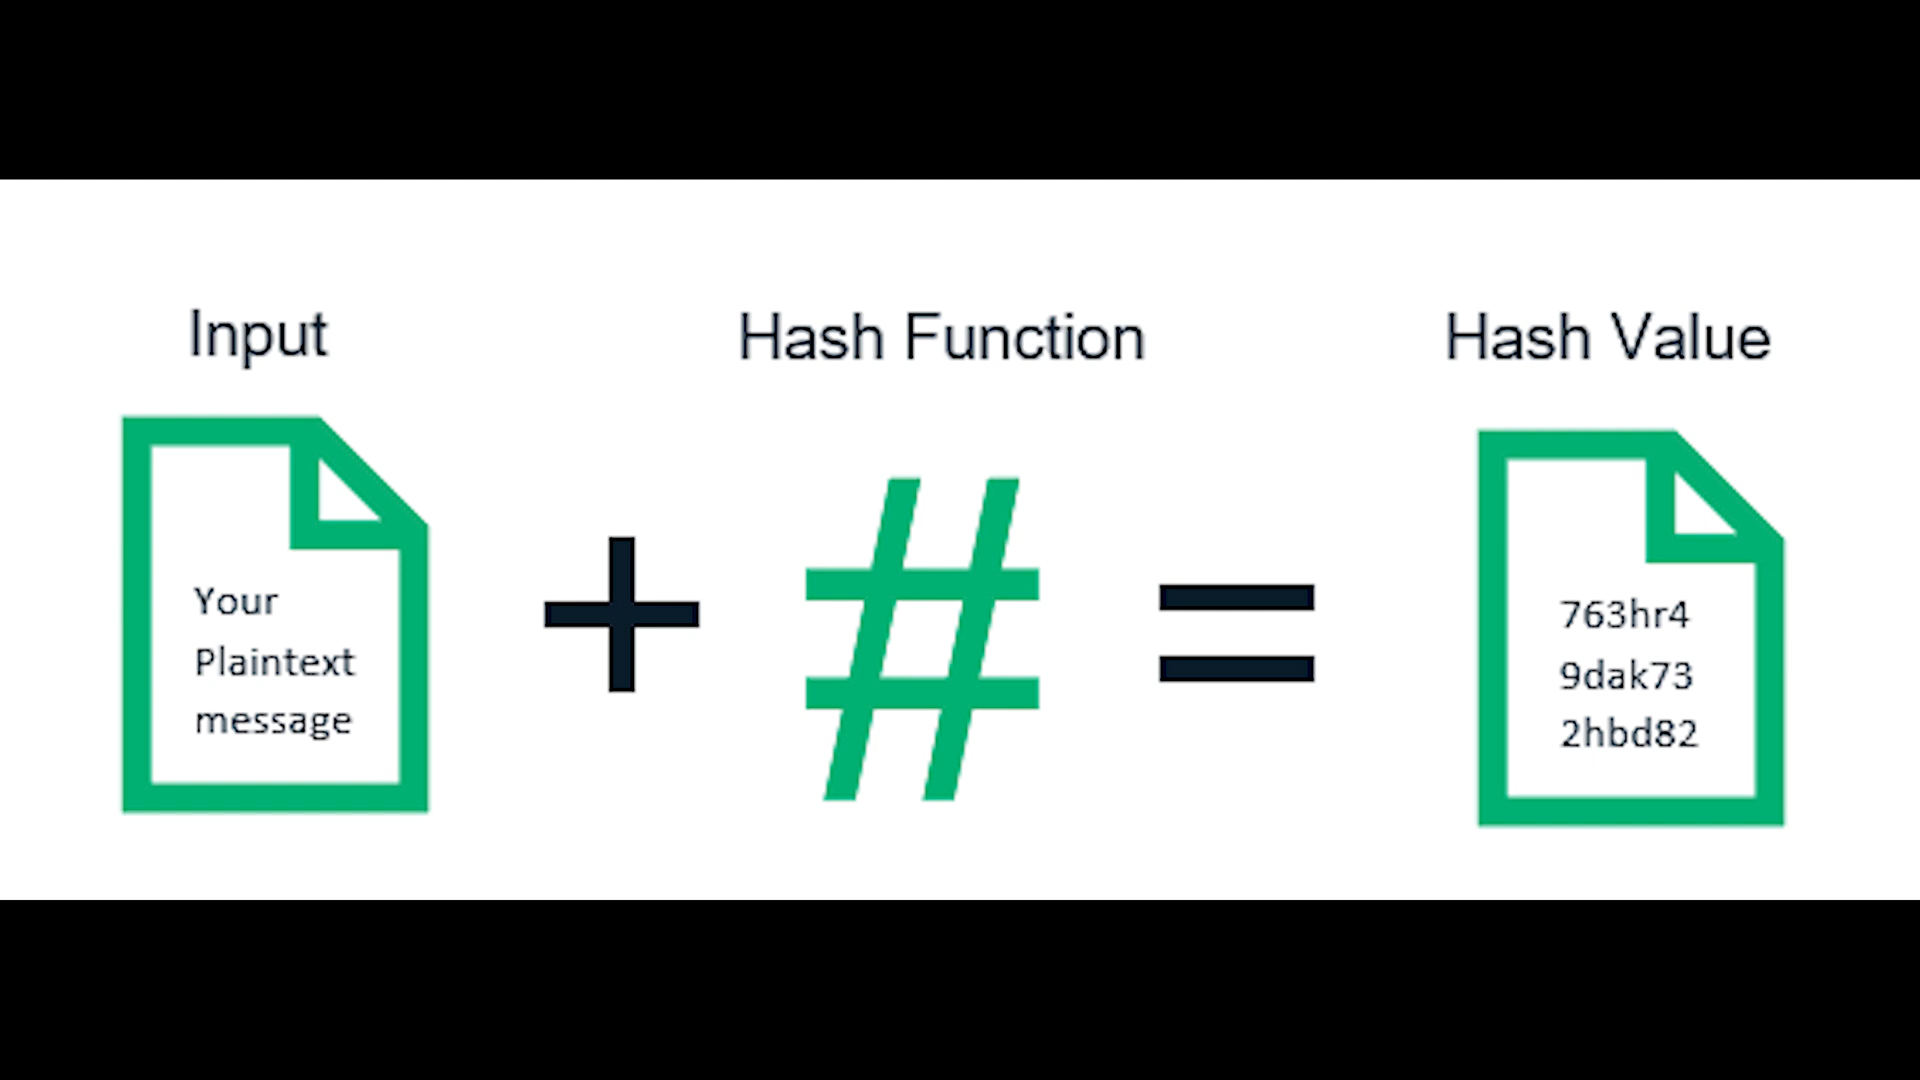 Input
Hash Function
Hash Value
Your
Plaintext
message
+
#
=
763hr4
9dak73
2hbd82